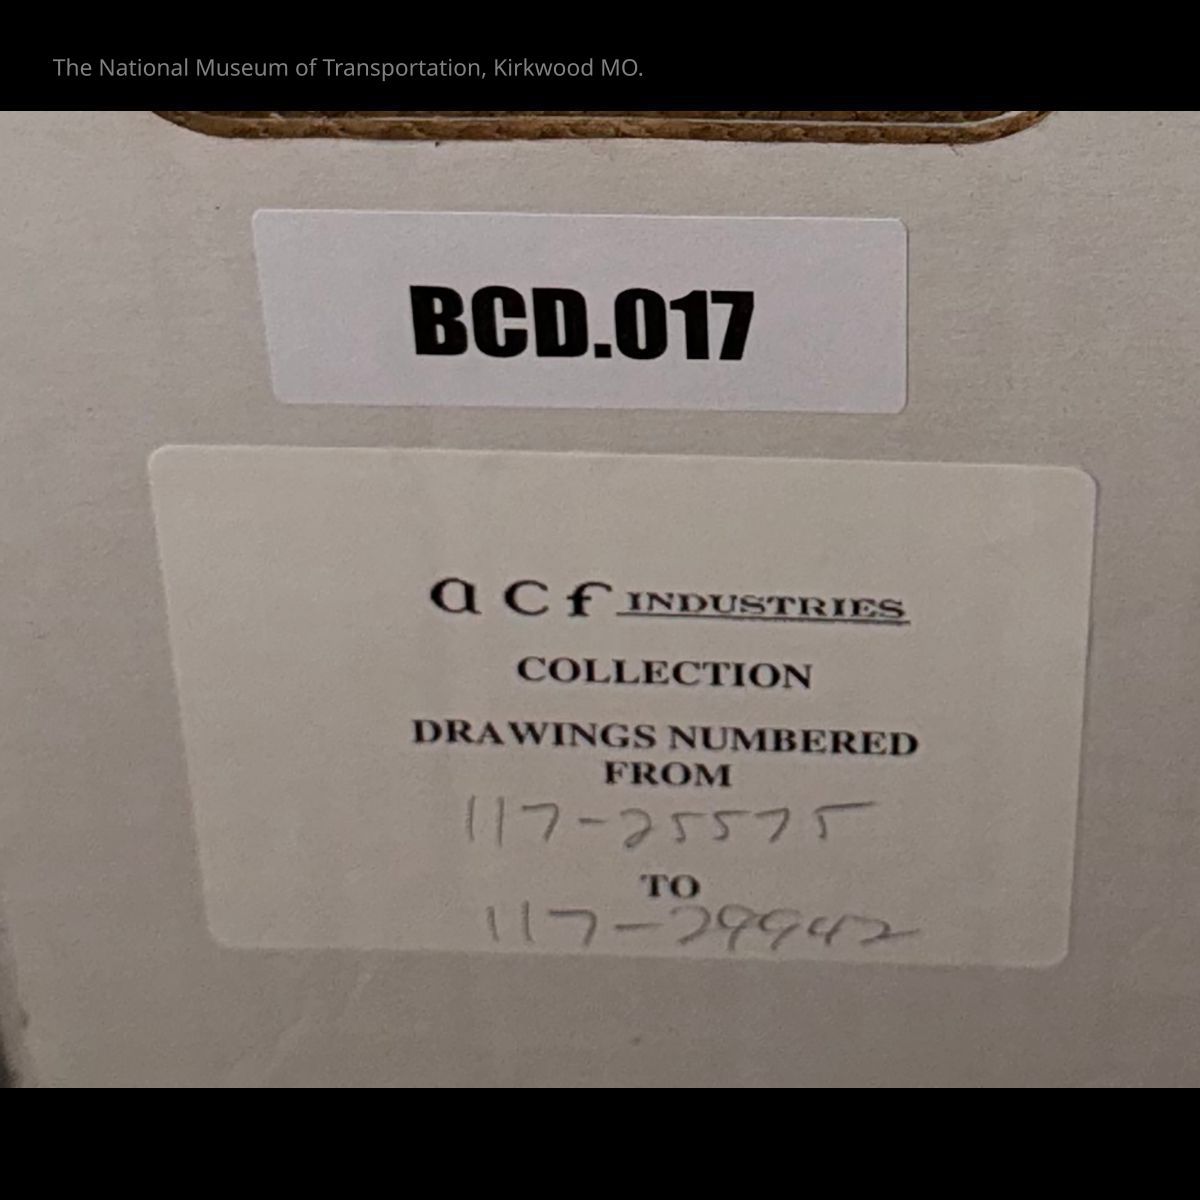 The National Museum of Transportation, Kirkwood MO.
BCD.017
acf INDUSTRIES
COLLECTION
DRAWINGS NUMBERED
FROM
117-25575
TO
117-29942